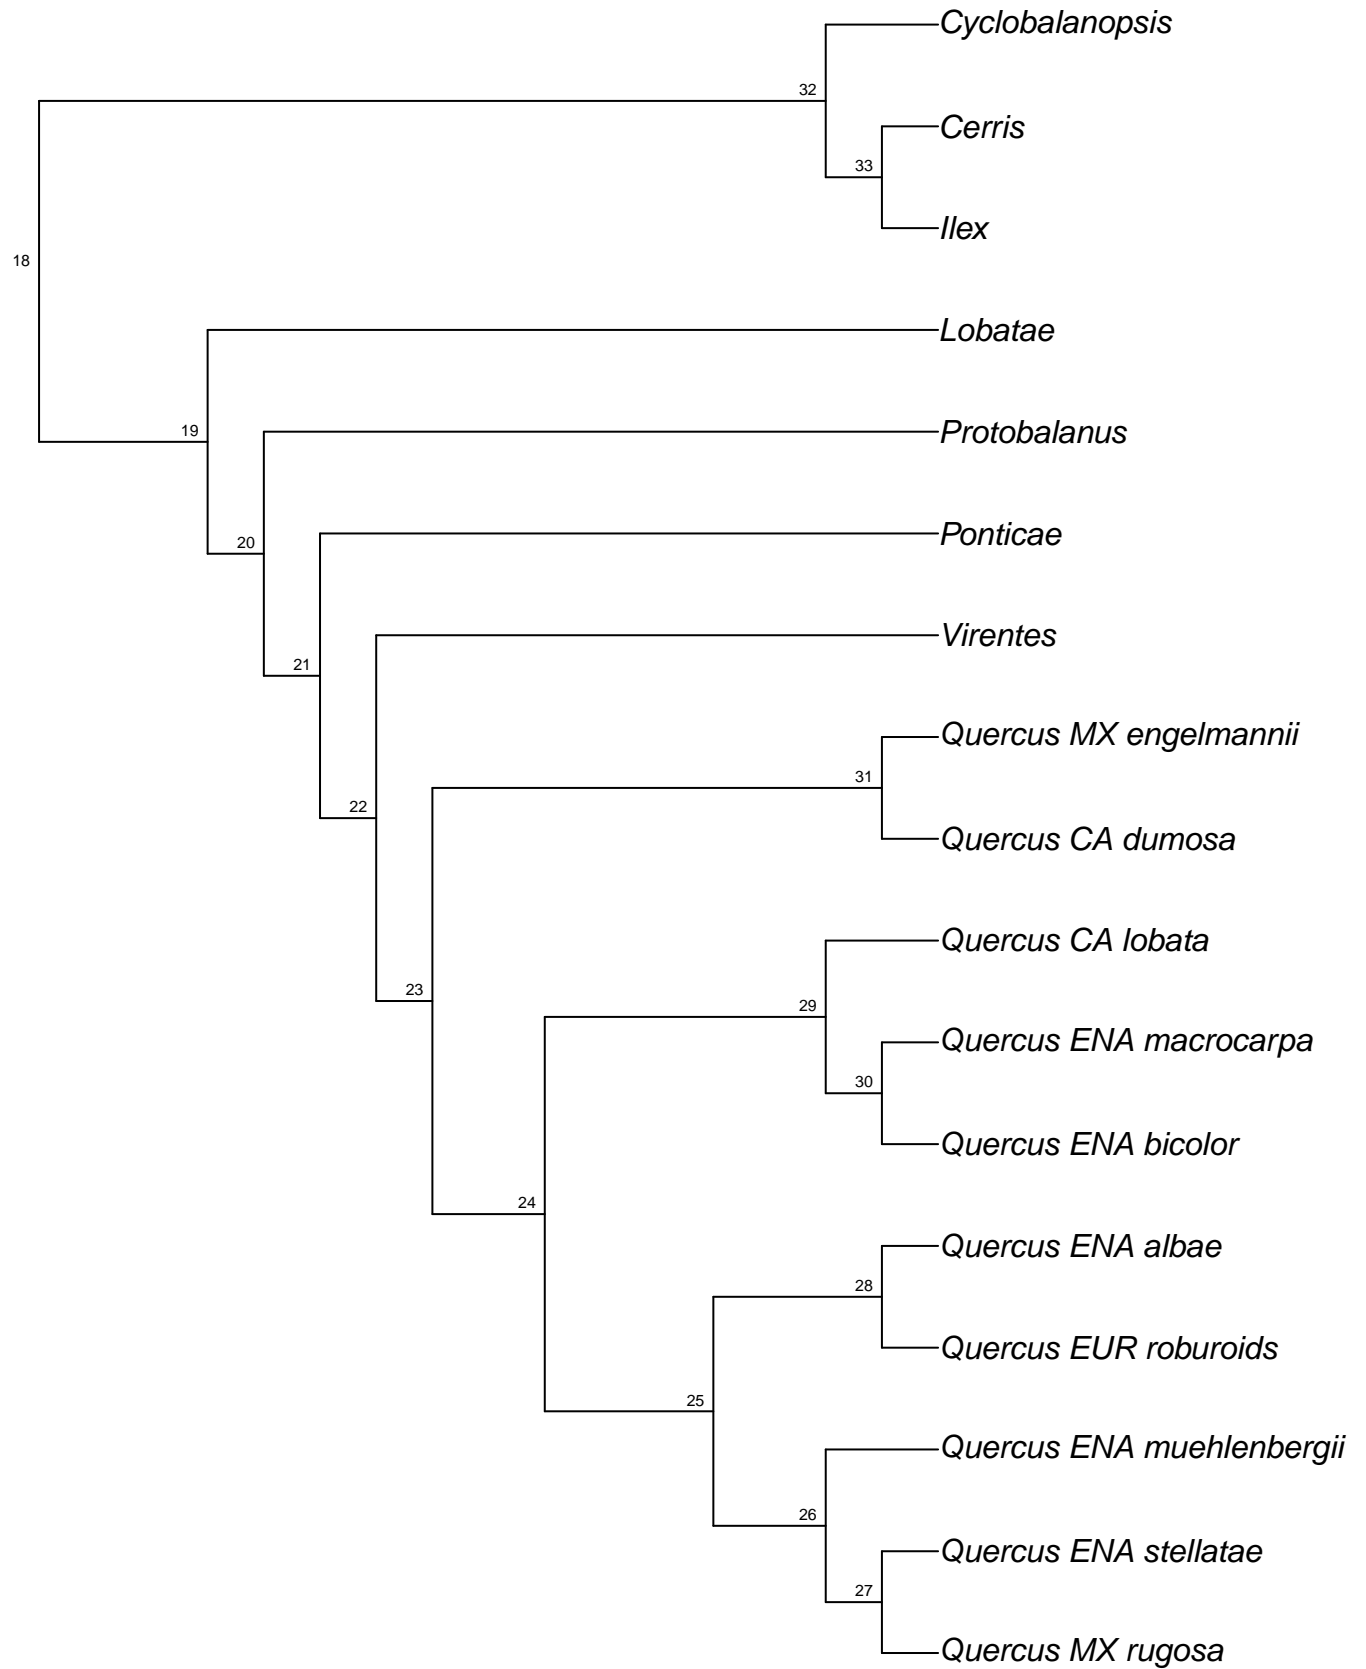 Cyclobalanopsis
32
Cerris
33
Ilex
18
Lobatae
19
Protobalanus
20
Ponticae
Virentes
21
Quercus MX engelmannii
31
22
Quercus CA dumosa
Quercus CA lobata
23
29
Quercus ENA macrocarpa
30
Quercus ENA bicolor
24
Quercus ENA albae
28
Quercus EUR roburoids
25
Quercus ENA muehlenbergii
26
Quercus ENA stellatae
27
Quercus MX rugosa